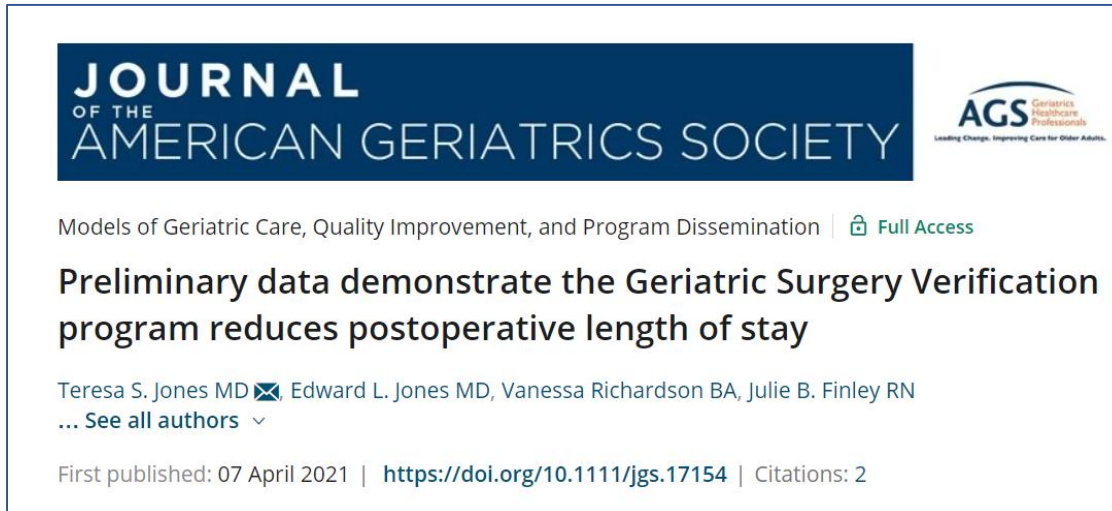 JOURNAL
OF THE
AMERICAN GERIATRICS SOCIETY
AGS Geriatrics
Healthcare
Professionals
Leading Change. Improving Care for Older Adults.
Models of Geriatric Care, Quality Improvement, and Program Dissemination | Full Access
Preliminary data demonstrate the Geriatric Surgery Verification
program reduces postoperative length of stay
Teresa S. Jones MD, Edward L. Jones MD, Vanessa Richardson BA, Julie B. Finley RN
... See all authors
First published: 07 April 2021 | https://doi.org/10.1111/jgs.17154 | Citations: 2